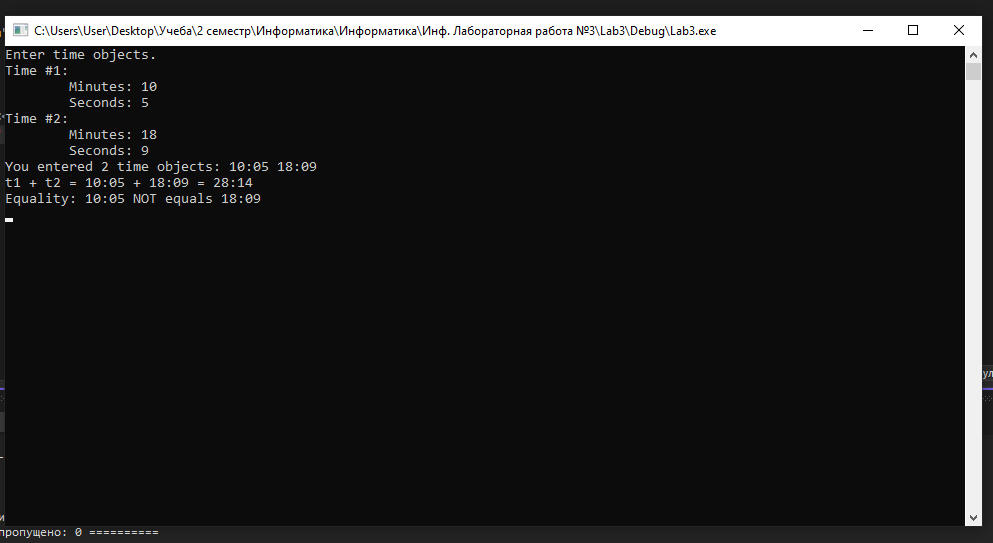 C:\Users\User\Desktop\Учеба\2 семестр\Информатика\Информатика\Инф. Лабораторная работа №3\Lab3\Debug\Lab3.exe
Enter time objects.
Time #1:
Minutes: 10
Seconds: 5
Time #2:
Minutes: 18
Seconds: 9
You entered 2 time objects: 10:05 18:09
t1 + t2 = 10:05 + 18:09 = 28:14
Equality: 10:05 NOT equals 18:09
пропущено: 0 ==========